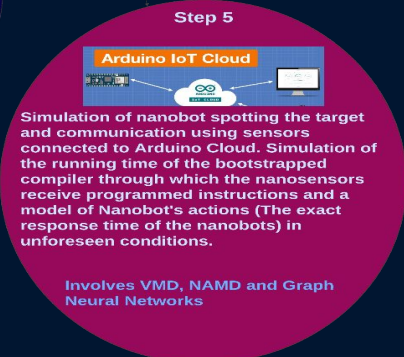 Step 5
Arduino IoT Cloud
Simulation of nanobot spotting the target
and communication using sensors
connected to Arduino Cloud. Simulation of
the running time of the bootstrapped
compiler through which the nanosensors
receive programmed instructions and a
model of Nanobot's actions (The exact
response time of the nanobots) in
unforeseen conditions.
Involves VMD, NAMD and Graph
Neural Networks